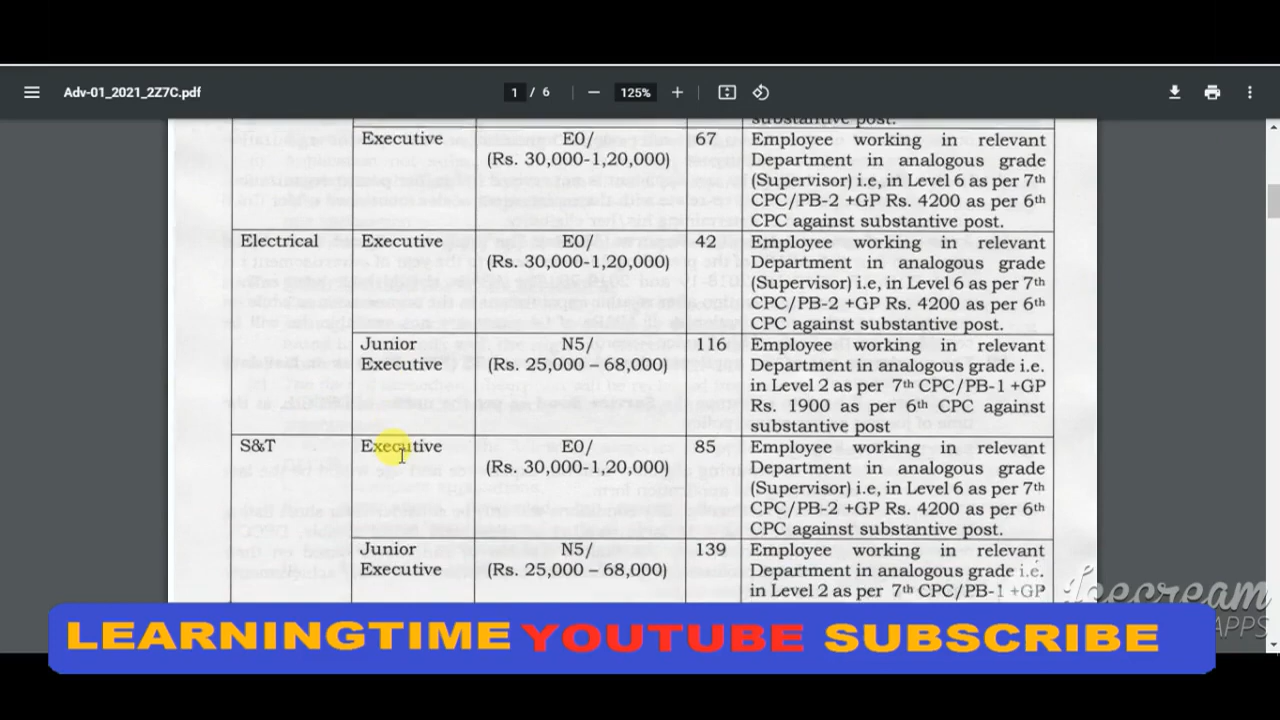 Adv-01_2021_2Z7C.pdf
1 / 6
125%
substantive post.
Executive E0/ 67 Employee working in relevant
(Rs. 30,000-1,20,000) Department in analogous grade
(Supervisor) i.e, in Level 6 as per 7th
CPC/PB-2 +GP Rs. 4200 as per 6th
CPC against substantive post.
Electrical Executive E0/ 42 Employee working in relevant
(Rs. 30,000-1,20,000) Department in analogous grade
(Supervisor) i.e, in Level 6 as per 7th
CPC/PB-2 +GP Rs. 4200 as per 6th
CPC against substantive post.
Junior N5/ 116 Employee working in relevant
Executive (Rs. 25,000 – 68,000) Department in analogous grade i.e.
in Level 2 as per 7th CPC/PB-1 +GP
Rs. 1900 as per 6th CPC against
substantive post
S&T Executive E0/ 85 Employee working in relevant
(Rs. 30,000-1,20,000) Department in analogous grade
(Supervisor) i.e, in Level 6 as per 7th
CPC/PB-2 +GP Rs. 4200 as per 6th
CPC against substantive post.
Junior N5/ 139 Employee working in relevant
Executive (Rs. 25,000 – 68,000) Department in analogous grade i.e.
in Level 2 as per 7th CPC/PB-1 +GP
Icecream
APPS
LEARNINGTIME YOUTUBE SUBSCRIBE